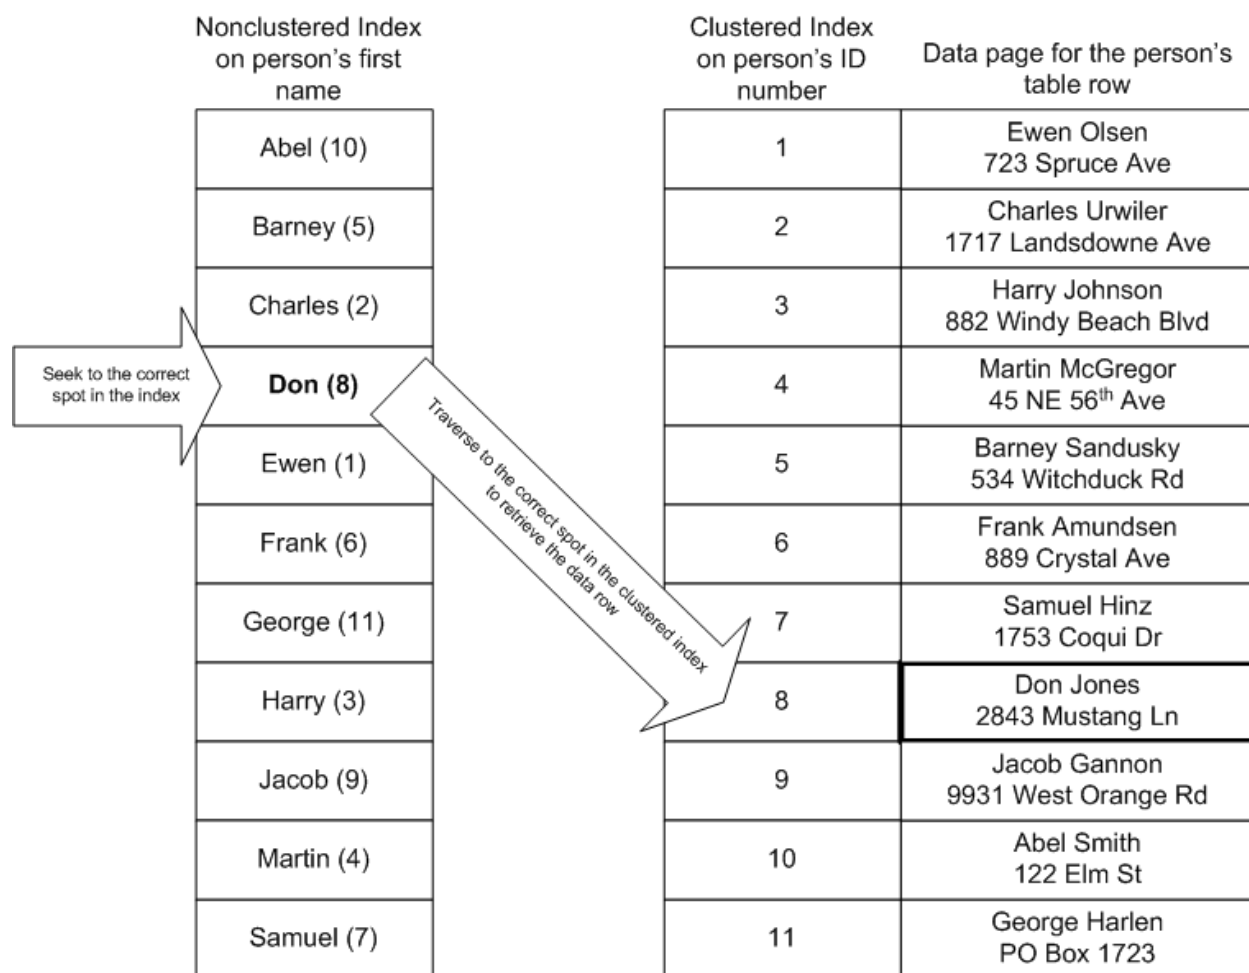 Nonclustered Index
on person's first
name
Abel (10)
Barney (5)
Charles (2)
Don (8)
Ewen (1)
Frank (6)
George (11)
Harry (3)
Jacob (9)
Martin (4)
Samuel (7)
Seek to the correct
spot in the index
Traverse to the correct spot in the clustered index
to retrieve the data row
Clustered Index
on person's ID
number
Data page for the person's
table row
1
Ewen Olsen
723 Spruce Ave
2
Charles Urwiler
1717 Landsdowne Ave
3
Harry Johnson
882 Windy Beach Blvd
4
Martin McGregor
45 NE 56th Ave
5
Barney Sandusky
534 Witchduck Rd
6
Frank Amundsen
889 Crystal Ave
7
Samuel Hinz
1753 Coqui Dr
8
Don Jones
2843 Mustang Ln
9
Jacob Gannon
9931 West Orange Rd
10
Abel Smith
122 Elm St
11
George Harlen
PO Box 1723